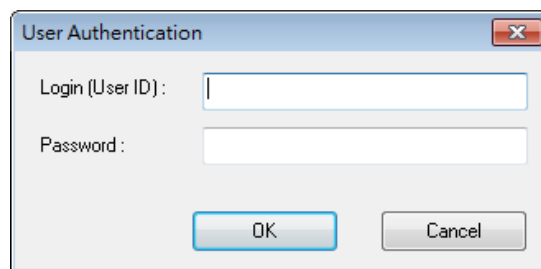 User Authentication
Login (User ID) :
Password :
OK Cancel